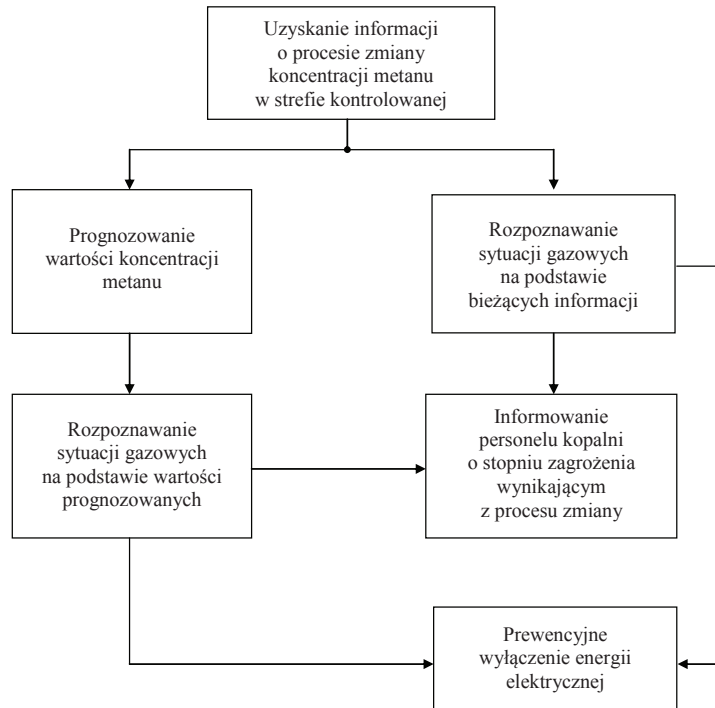 Uzyskanie informacji
o procesie zmiany
koncentracji metanu
w strefie kontrolowanej
Prognozowanie
wartości koncentracji
metanu
Rozpoznawanie
sytuacji gazowych
na podstawie
bieżących informacji
Rozpoznawanie
sytuacji gazowych
na podstawie wartości
prognozowanych
Informowanie
personelu kopalni
o stopniu zagrożenia
wynikającym
z procesu zmiany
Prewencyjne
wyłączenie energii
elektrycznej